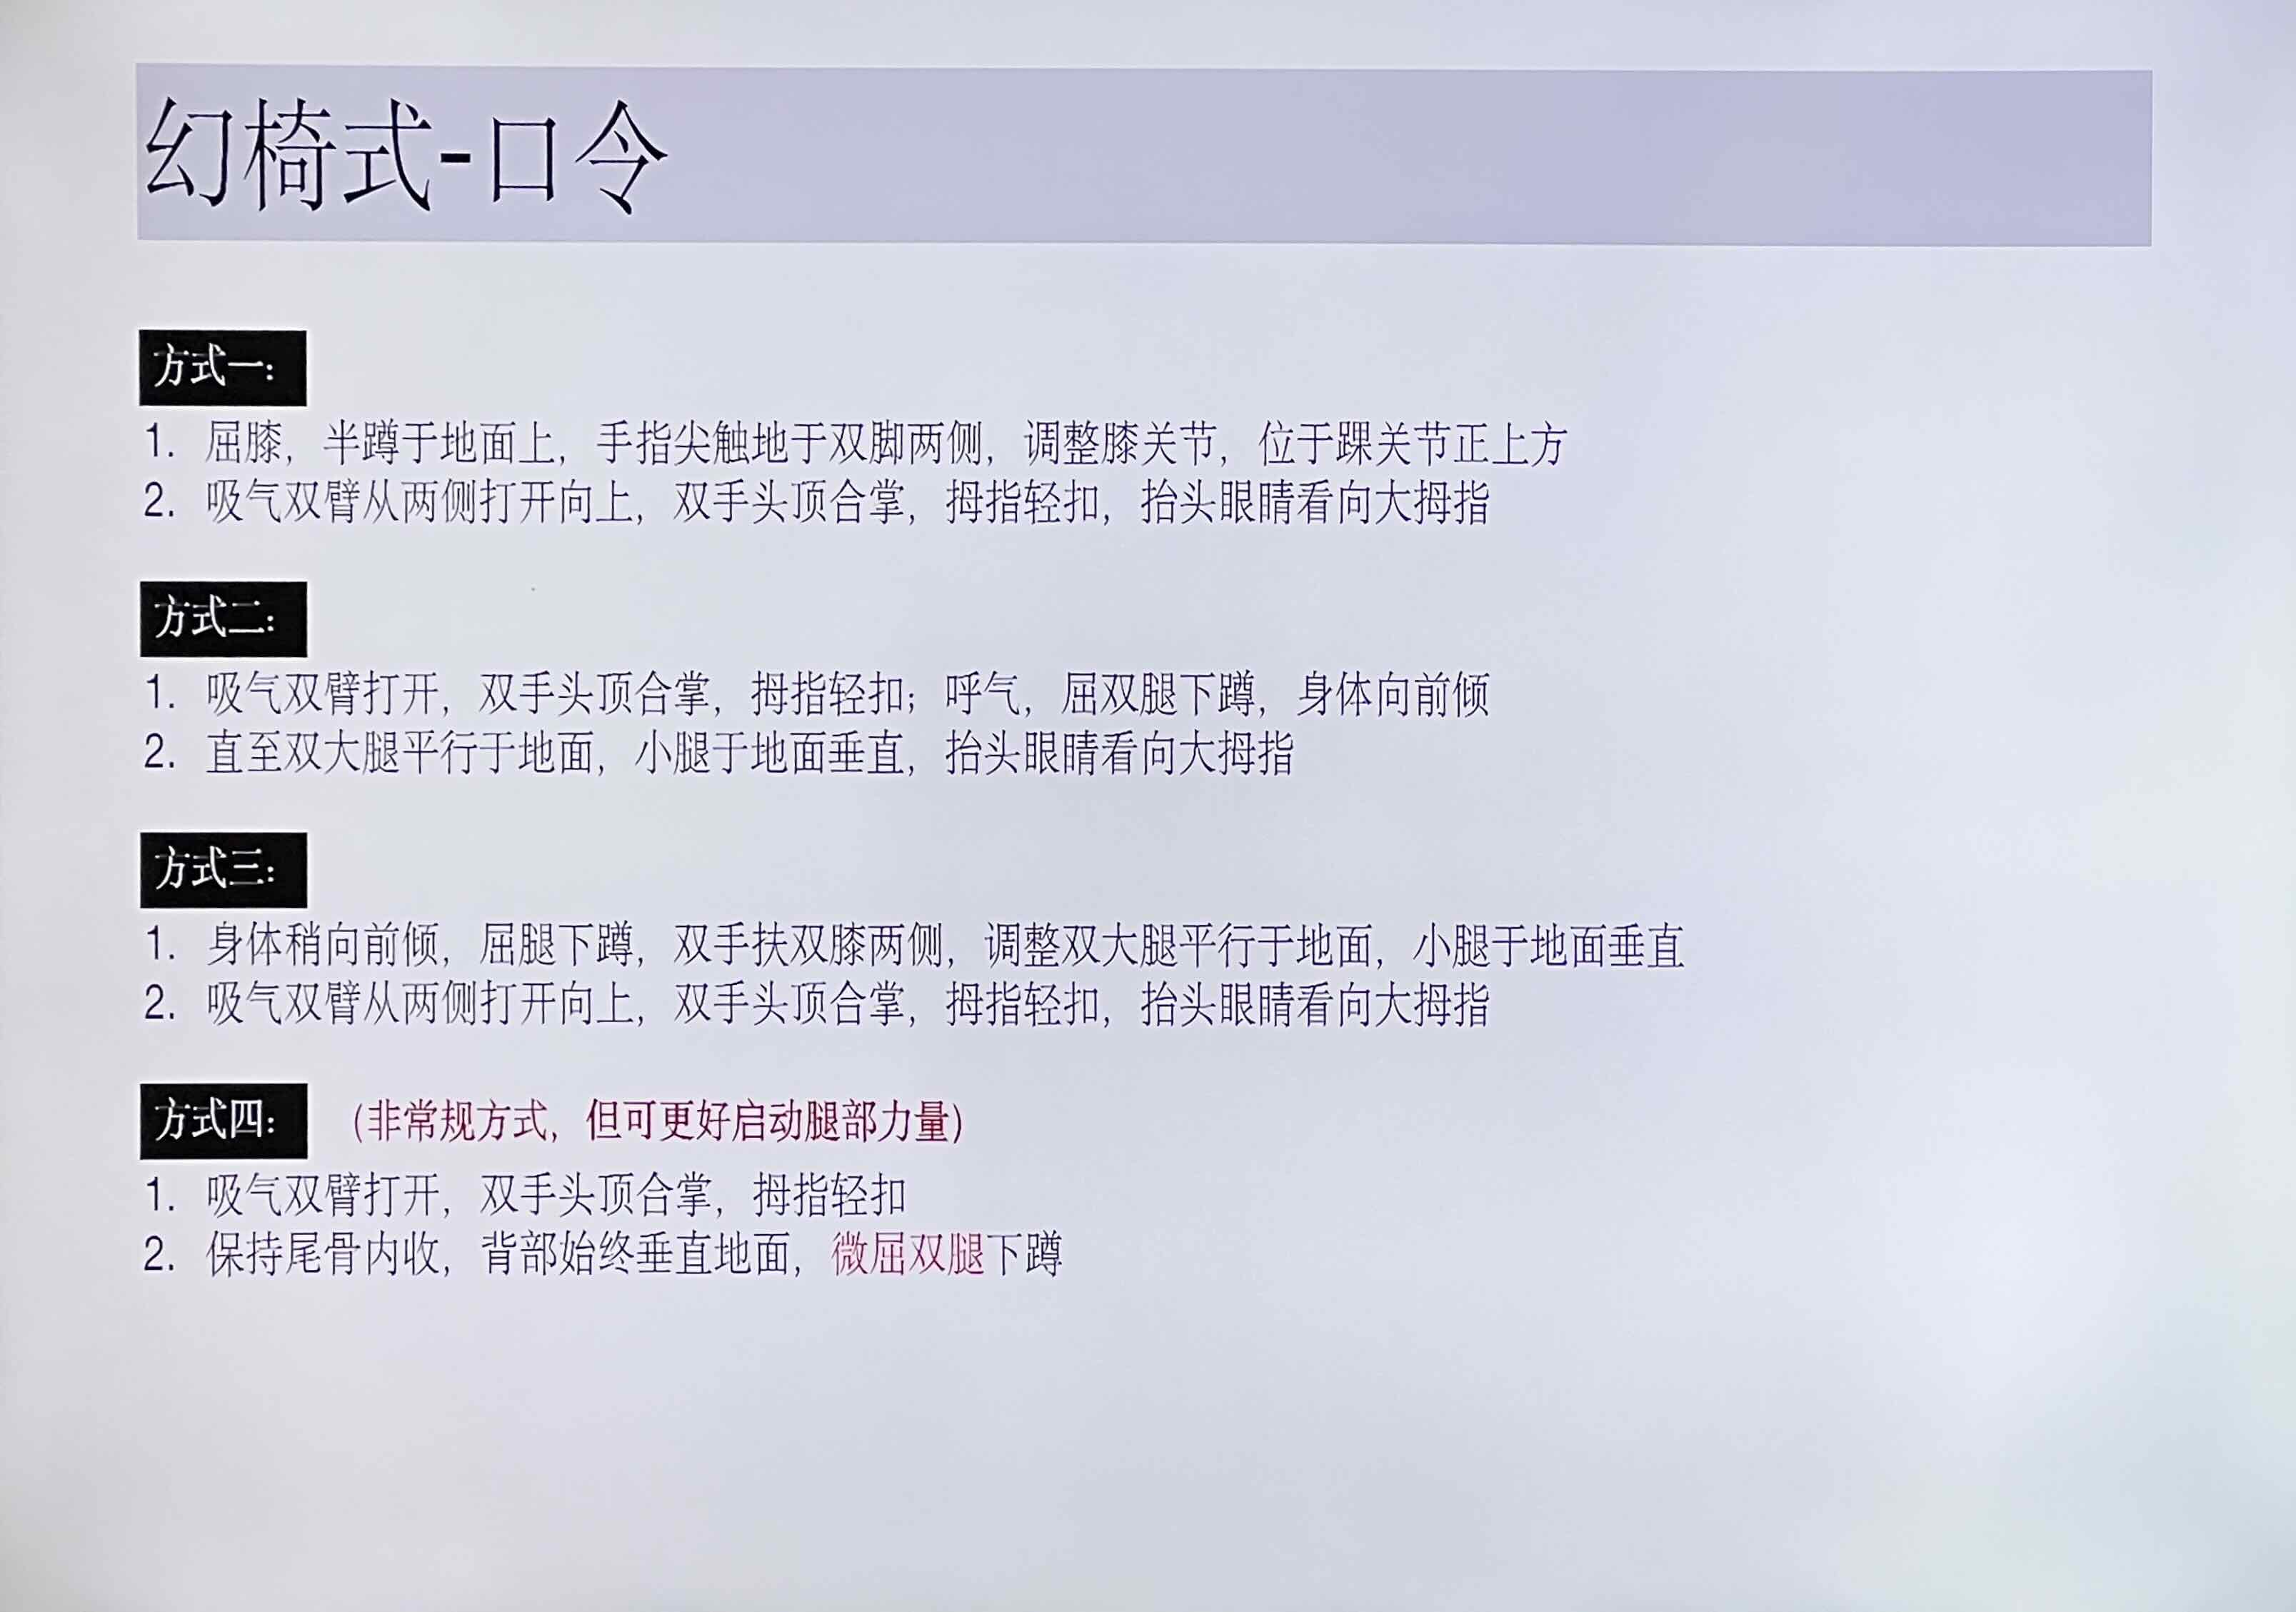 幻椅式-口令
方式一：
1. 屈膝，半蹲于地面上，手指尖触地于双脚两侧，调整膝关节，位于踝关节正上方
2. 吸气双臂从两侧打开向上，双手头顶合掌，拇指轻扣，抬头眼睛看向大拇指
方式二：
1. 吸气双臂打开，双手头顶合掌，拇指轻扣；呼气，屈双腿下蹲，身体向前倾
2. 直至双大腿平行于地面，小腿于地面垂直，抬头眼睛看向大拇指
方式三：
1. 身体稍向前倾，屈腿下蹲，双手扶双膝两侧，调整双大腿平行于地面，小腿于地面垂直
2. 吸气双臂从两侧打开向上，双手头顶合掌，拇指轻扣，抬头眼睛看向大拇指
方式四：（非常规方式，但可更好启动腿部力量）
1. 吸气双臂打开，双手头顶合掌，拇指轻扣
2. 保持尾骨内收，背部始终垂直地面，微屈双腿下蹲